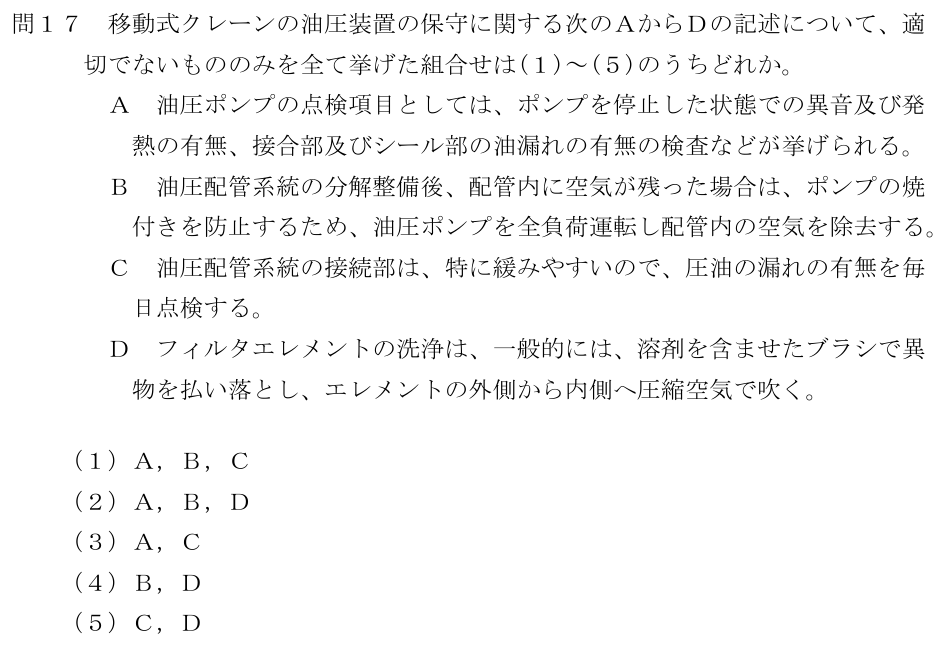 問１７　移動式クレーンの油圧装置の保守に関する次のＡからＤの記述について、適
切でないもののみを全て挙げた組合せは(１)～(５)のうちどれか。
Ａ　油圧ポンプの点検項目としては、ポンプを停止した状態での異音及び発
熱の有無、接合部及びシール部の油漏れの有無の検査などが挙げられる。
Ｂ　油圧配管系統の分解整備後、配管内に空気が残った場合は、ポンプの焼
付きを防止するため、油圧ポンプを全負荷運転し配管内の空気を除去する。
Ｃ　油圧配管系統の接続部は、特に緩みやすいので、圧油の漏れの有無を毎
日点検する。
Ｄ　フィルタエレメントの洗浄は、一般的には、溶剤を含ませたブラシで異
物を払い落とし、エレメントの外側から内側へ圧縮空気で吹く。
(１) Ａ，Ｂ，Ｃ
(２) Ａ，Ｂ，Ｄ
(３) Ａ，Ｃ
(４) Ｂ，Ｄ
(５) Ｃ，Ｄ